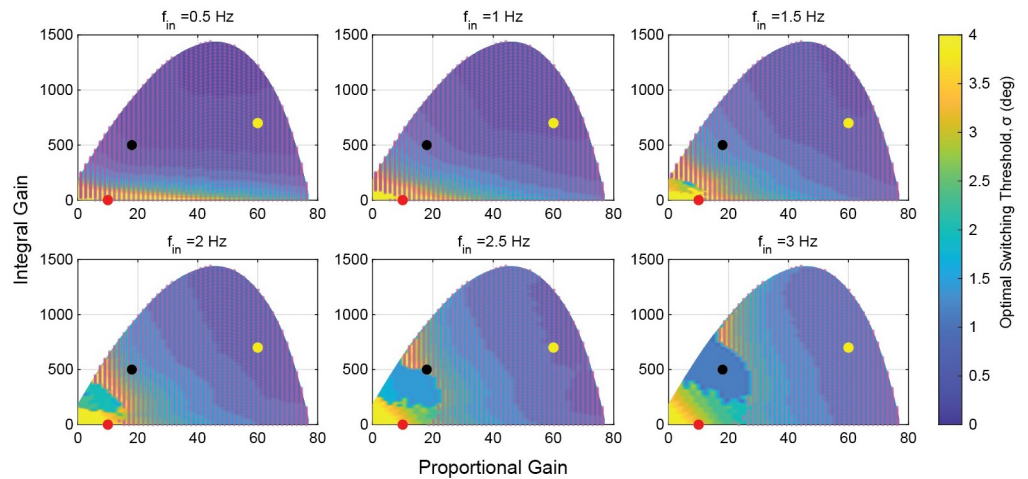 f_in =0.5 Hz
f_in =1 Hz
f_in =1.5 Hz
1500
1000
500
0
0 20 40 60 80
1500
1000
500
0
0 20 40 60 80
1500
1000
500
0
0 20 40 60 80
f_in =2 Hz
f_in =2.5 Hz
f_in =3 Hz
1500
1000
500
0
0 20 40 60 80
1500
1000
500
0
0 20 40 60 80
1500
1000
500
0
0 20 40 60 80
Integral Gain
Proportional Gain
4
3.5
3
2.5
2
1.5
1
0.5
0
Optimal Switching Threshold, σ (deg)